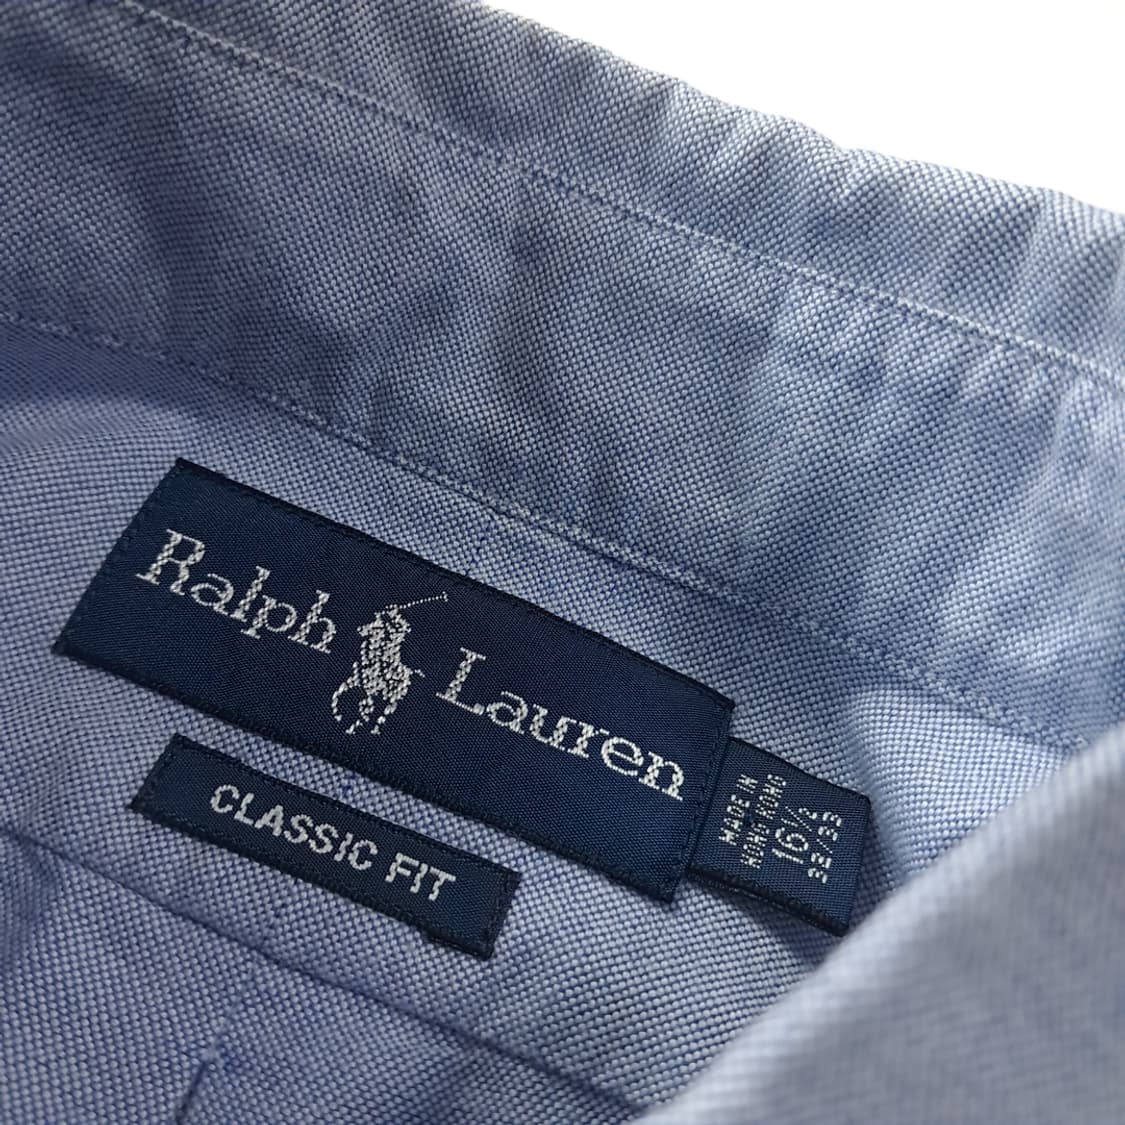 Ralph Lauren
CLASSIC FIT
MADE IN
HONG KONG
16½
32/33